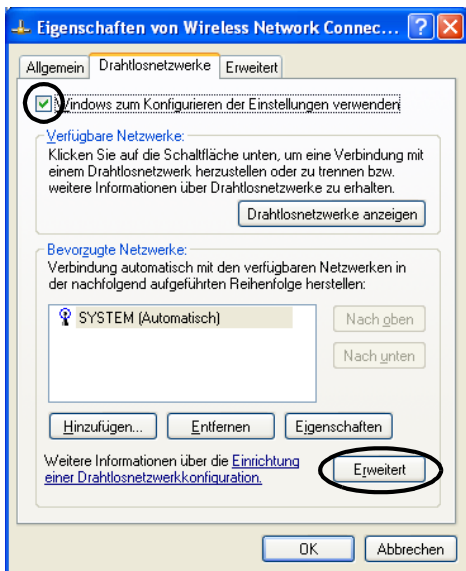 Eigenschaften von Wireless Network Connec... ?
Allgemein Drahtlosnetzwerke Erweitert
Windows zum Konfigurieren der Einstellungen verwenden
Verfügbare Netzwerke:
Klicken Sie auf die Schaltfläche unten, um eine Verbindung mit
einem Drahtlosnetzwerk herzustellen oder zu trennen bzw.
weitere Informationen über Drahtlosnetzwerke zu erhalten.
Drahtlosnetzwerke anzeigen
Bevorzugte Netzwerke:
Verbindung automatisch mit den verfügbaren Netzwerken in
der nachfolgend aufgeführten Reihenfolge herstellen:
SYSTEM (Automatisch)
Nach oben
Nach unten
Hinzufügen... Entfernen Eigenschaften
Weitere Informationen über die Einrichtung
einer Drahtlosnetzwerkkonfiguration.
Erweitert
OK Abbrechen